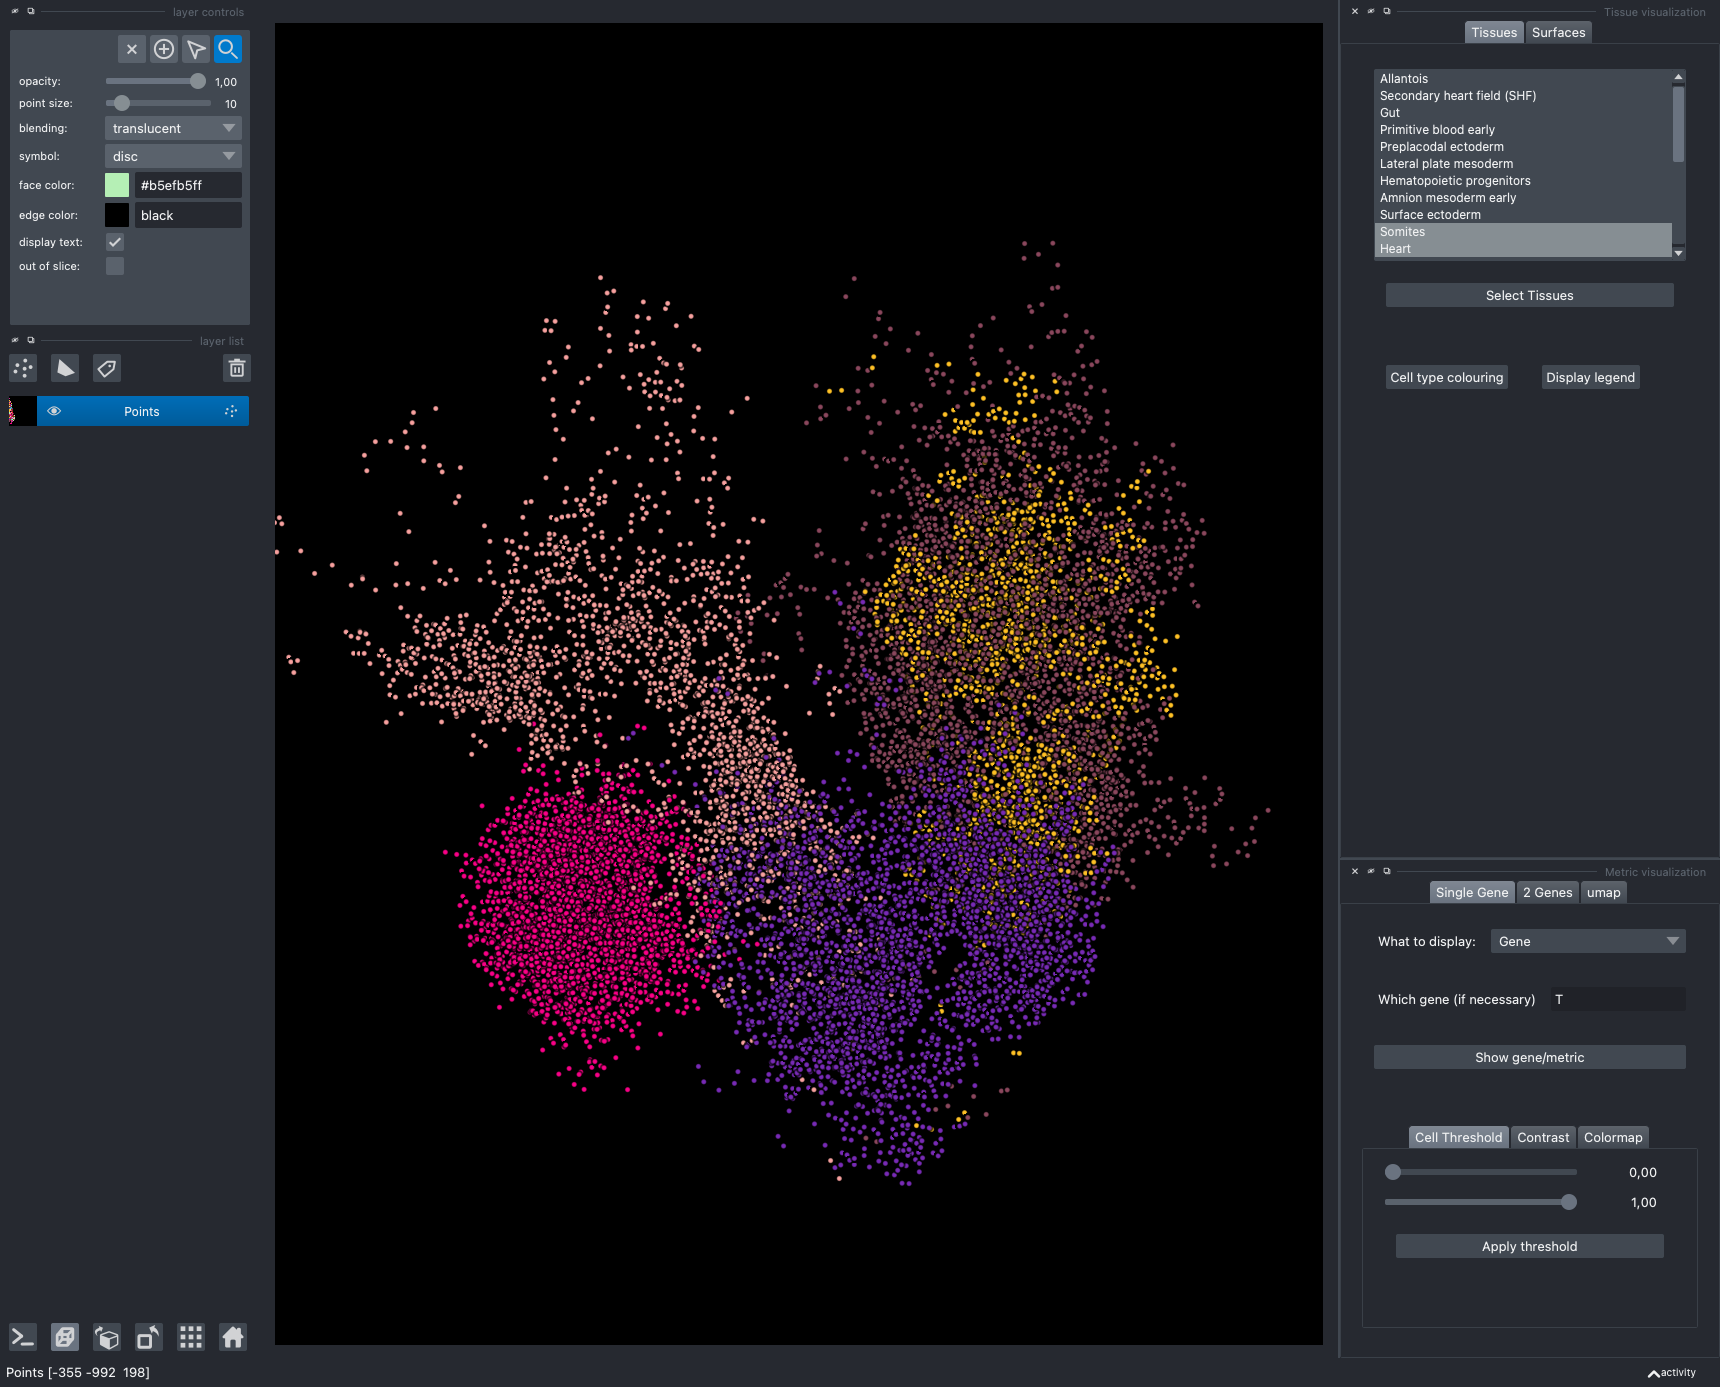 layer controls
opacity: 1,00
point size: 10
blending: translucent
symbol: disc
face color: #b5efb5ff
edge color: black
display text:
out of slice:
layer list
Points
Points [-355 -992 198]
Tissue visualization
Tissues Surfaces
Allantois
Secondary heart field (SHF)
Gut
Primitive blood early
Preplacodal ectoderm
Lateral plate mesoderm
Hematopoietic progenitors
Amnion mesoderm early
Surface ectoderm
Somites
Heart
Select Tissues
Cell type colouring Display legend
Metric visualization
Single Gene 2 Genes umap
What to display: Gene
Which gene (if necessary) T
Show gene/metric
Cell Threshold Contrast Colormap
0,00
1,00
Apply threshold
activity